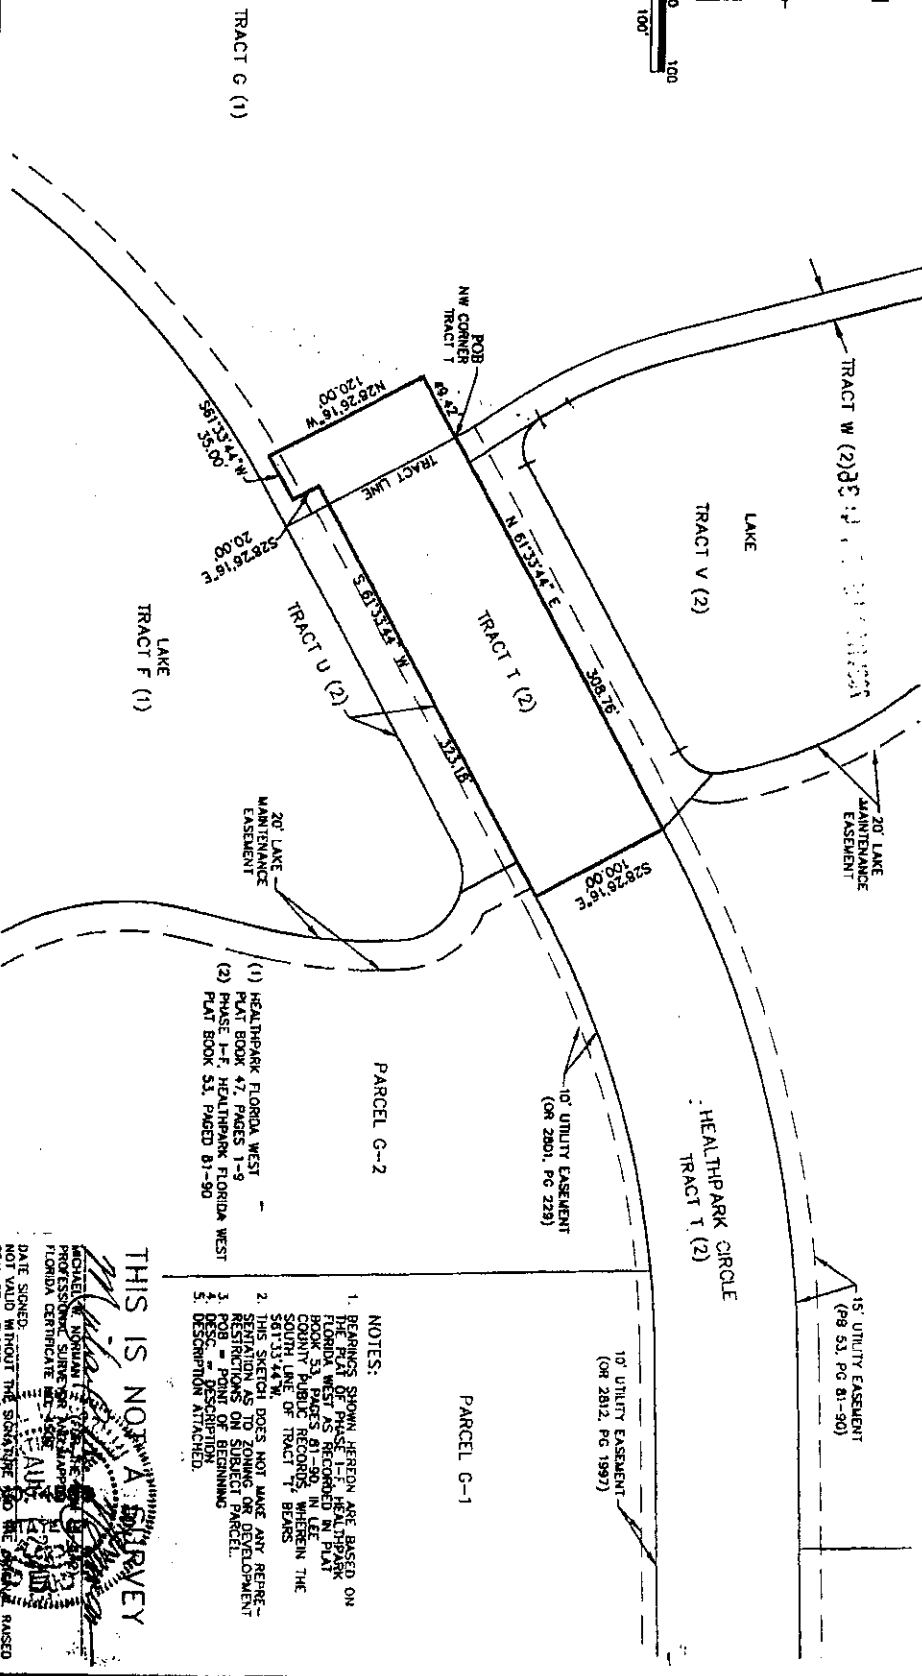 100
100'
TRACT G (1)
TRACT W (2)
LAKE
TRACT V (2)
20' LAKE
MAINTENANCE
EASEMENT
POB
NW CORNER
TRACT T
49.42'
N28°26'16"W
120.00'
TRACT LINE
S61°33'44"W
35.00'
S28°26'16"E
20.00'
N 61°33'44" E
308.76'
TRACT T (2)
S 61°33'44" W
323.18'
TRACT U (2)
LAKE
TRACT F (1)
S28°26'16"E
100.00'
20' LAKE
MAINTENANCE
EASEMENT
HEALTHPARK CIRCLE
TRACT T (2)
15' UTILITY EASEMENT
(PB 53, PG 81-90)
10' UTILITY EASEMENT
(OR 2801, PG 229)
10' UTILITY EASEMENT
(OR 2812, PG 1997)
PARCEL G-2
PARCEL G-1
(1) HEALTHPARK FLORIDA WEST
PLAT BOOK 47, PAGES 1-9
(2) PHASE 1-F, HEALTHPARK FLORIDA WEST
PLAT BOOK 53, PAGED 81-90
NOTES:
1. BEARINGS SHOWN HEREON ARE BASED ON
THE PLAT OF PHASE 1-F, HEALTHPARK
FLORIDA WEST AS RECORDED IN PLAT
BOOK 53, PAGES 81-90, IN LEE
COUNTY PUBLIC RECORDS, WHEREIN THE
SOUTH LINE OF TRACT "T" BEARS
S61°33'44"W.
2. THIS SKETCH DOES NOT MAKE ANY REPRE-
SENTATION AS TO ZONING OR DEVELOPMENT
RESTRICTIONS ON SUBJECT PARCEL.
3. POB = POINT OF BEGINNING
4. DESC. = DESCRIPTION
5. DESCRIPTION ATTACHED.
THIS IS NOT A SURVEY
MICHAEL W. NORMAN
PROFESSIONAL SURVEYOR AND MAPPER
FLORIDA CERTIFICATE NO.
DATE SIGNED:
NOT VALID WITHOUT THE SIGNATURE AND THE ORIGINAL RAISED